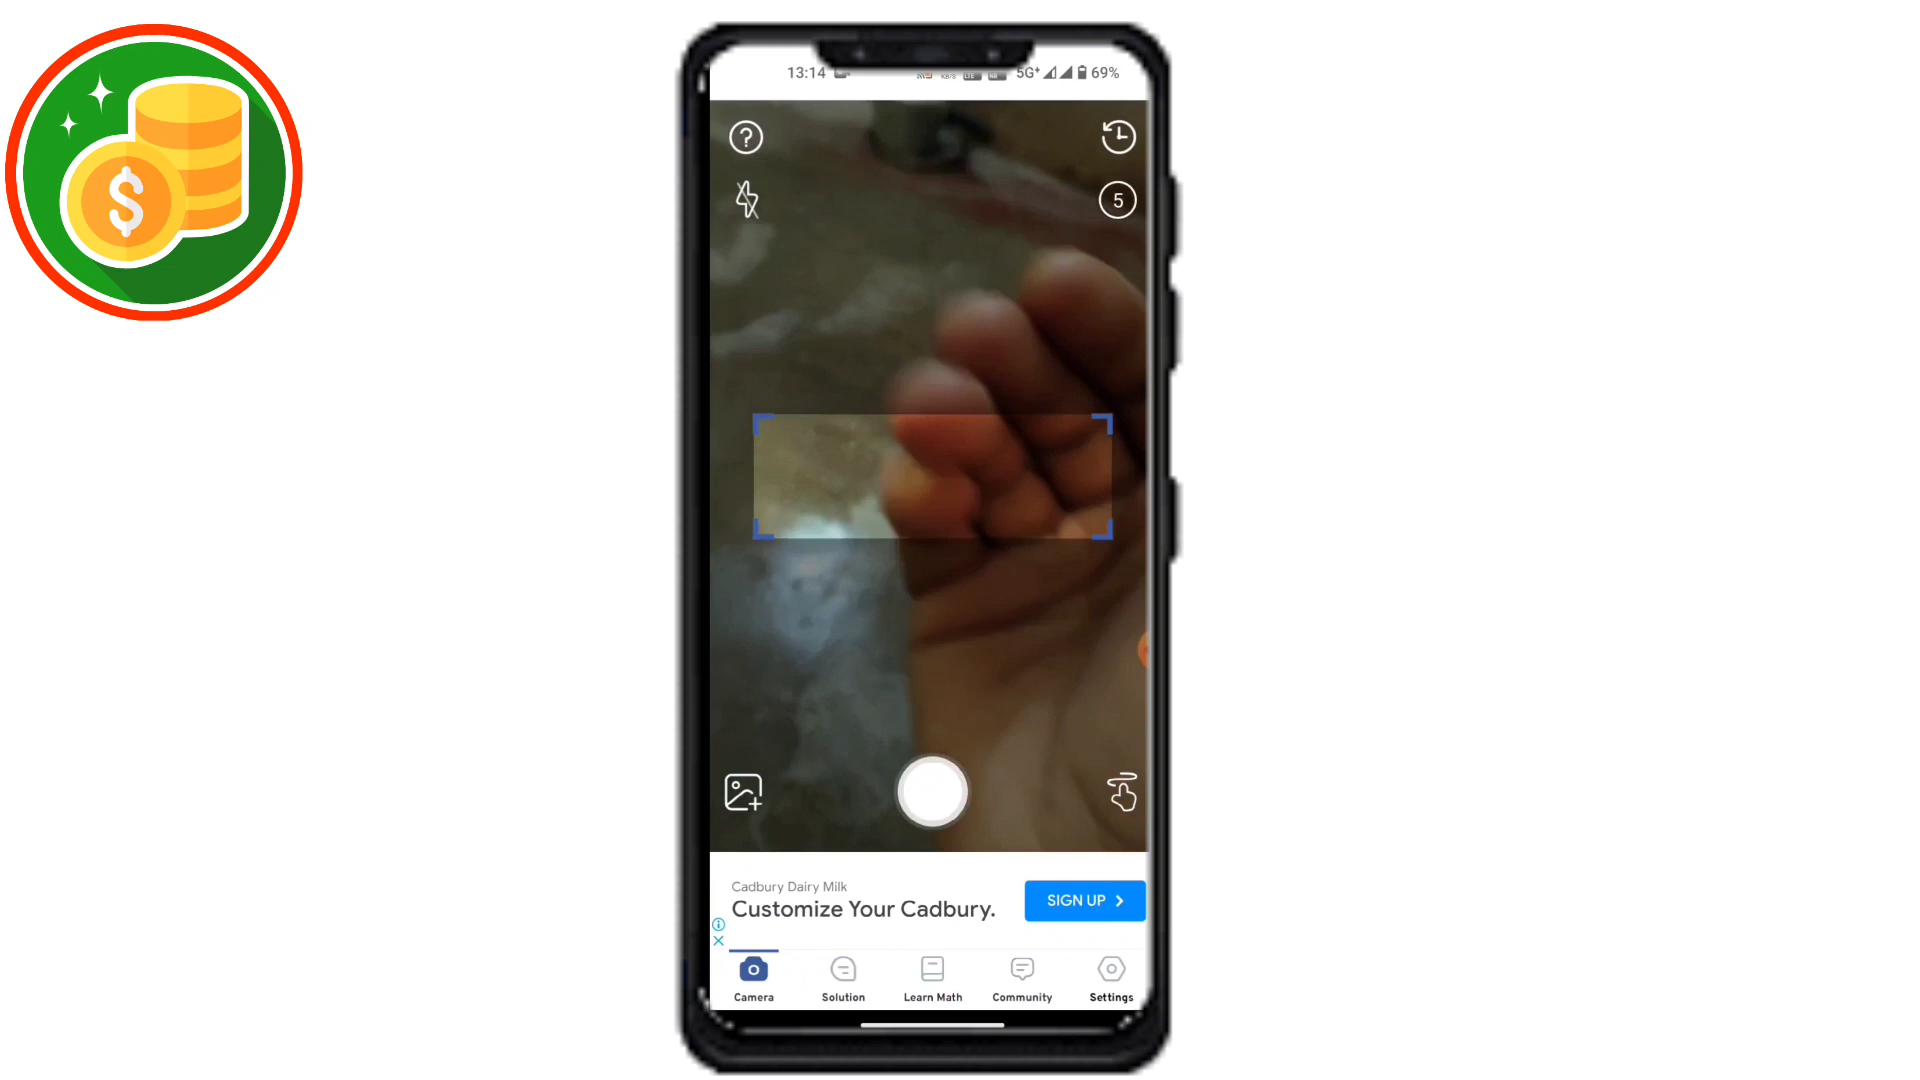 13:14
5G+ 69%
?
5
Cadbury Dairy Milk
Customize Your Cadbury.
SIGN UP
Camera
Solution
Learn Math
Community
Settings
$